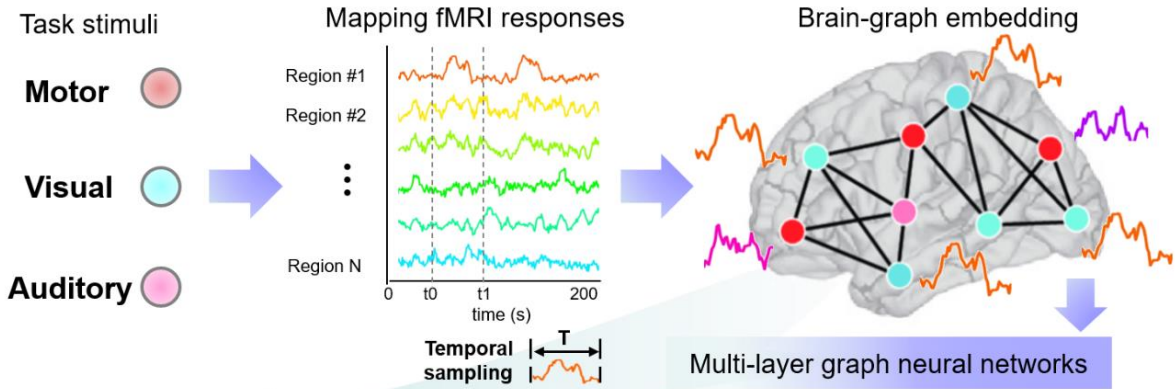 Task stimuli
Motor
Visual
Auditory
Mapping fMRI responses
Region #1
Region #2
Region N
0 t0 t1 200
time (s)
Temporal
sampling
T
Brain-graph embedding
Multi-layer graph neural networks